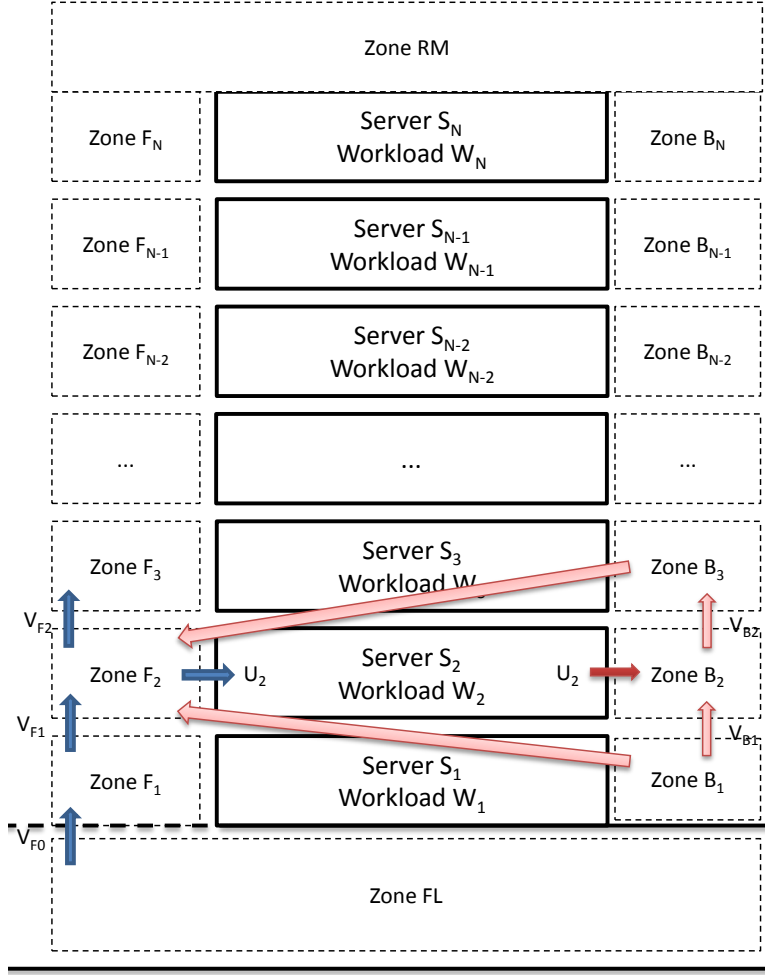 Zone RM
Zone F_N
Server S_N
Workload W_N
Zone B_N
Zone F_N-1
Server S_N-1
Workload W_N-1
Zone B_N-1
Zone F_N-2
Server S_N-2
Workload W_N-2
Zone B_N-2
...
...
...
Zone F_3
Server S_3
Workload W
Zone B_3
V_F2
V_B2
Zone F_2
U_2
Server S_2
Workload W_2
U_2
Zone B_2
V_F1
V_B1
Zone F_1
Server S_1
Workload W_1
Zone B_1
V_F0
Zone FL